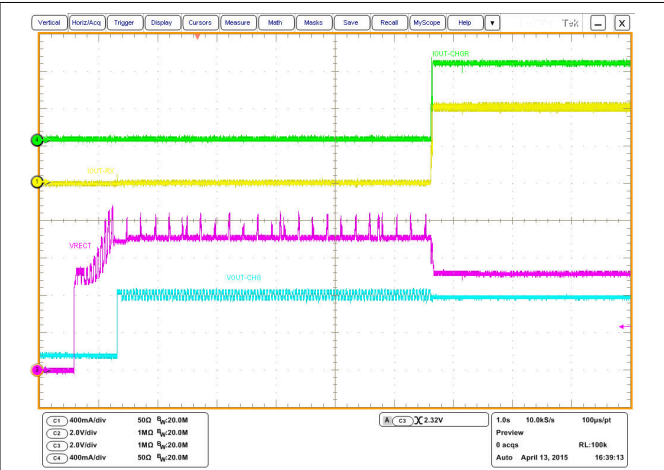 Vertical Horiz/Acq Trigger Display Cursors Measure Math Masks Save Recall MyScope Help Tek X
IOUT-CHGR
4
1
VRECT
VOUT-CHG
C1 400mA/div 50Ω BW:20.0M
C2 2.0V/div 1MΩ BW:20.0M
C3 2.0V/div 1MΩ BW:20.0M
C4 400mA/div 50Ω BW:20.0M
A C3 2.32V
1.0s 10.0kS/s 100µs/pt
Preview
0 acqs RL:100k
Auto April 13, 2015 16:39:13